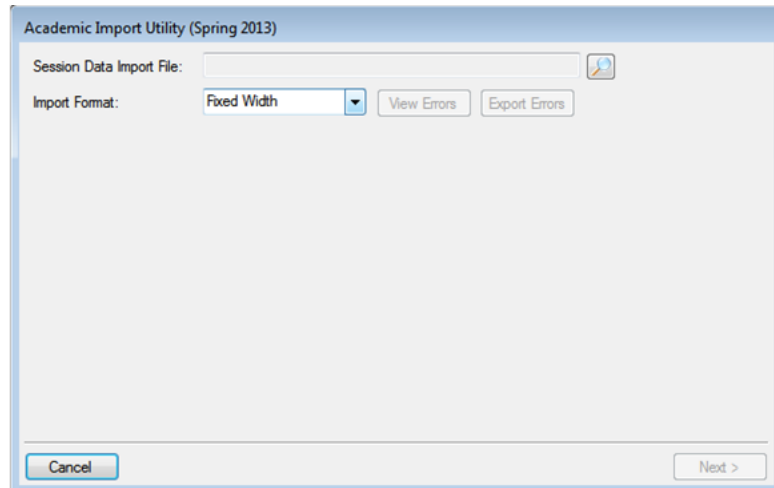 Academic Import Utility (Spring 2013)
Session Data Import File:
Import Format: Fixed Width View Errors Export Errors
Cancel Next >